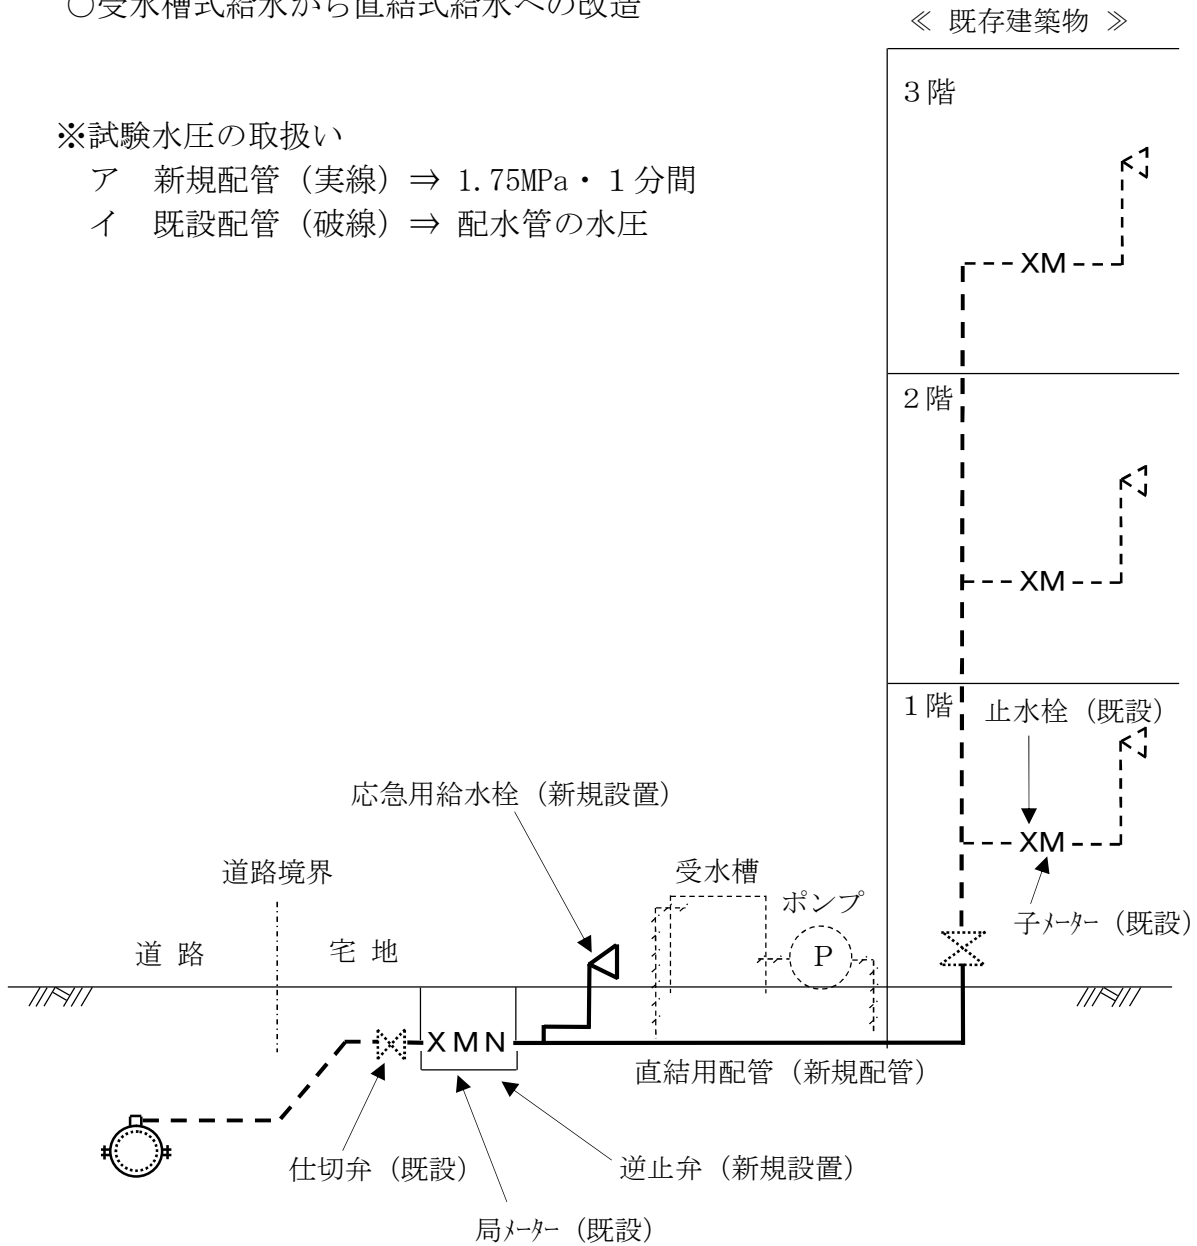 ○受水槽式給水から直結式給水への改造
≪ 既存建築物 ≫
※試験水圧の取扱い
ア 新規配管（実線）⇒ 1.75MPa・１分間
イ 既設配管（破線）⇒ 配水管の水圧
３階
XM
２階
XM
１階
止水栓（既設）
XM
子メーター（既設）
応急用給水栓（新規設置）
道路境界
受水槽
ポンプ
P
道 路
宅 地
XMN
直結用配管（新規配管）
仕切弁（既設）
逆止弁（新規設置）
局メーター（既設）